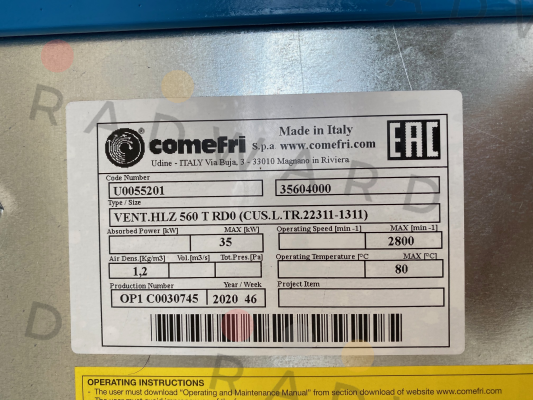 RADWARD
comefri S.p.a.
Made in Italy
www.comefri.com
EAC
Udine - ITALY Via Buja, 3 - 33010 Magnano in Riviera
Code Number
U0055201 35604000
Type / Size
VENT.HLZ 560 T RD0 (CUS.L.TR.22311-1311)
Absorbed Power [kW] MAX [kW] Operating Speed [min -1] MAX [min -1]
35 2800
Air Dens.[Kg/m3] Vol.[m3/s] Tot.Pres.[Pa] Operating Temperature [°C MAX [°C]
1,2 80
Production Number Year / Week Project Item
OP1 C0030745 2020 46
OPERATING INSTRUCTIONS
* The user must download "Operating and Maintenance Manual" from section download of website www.comefri.com